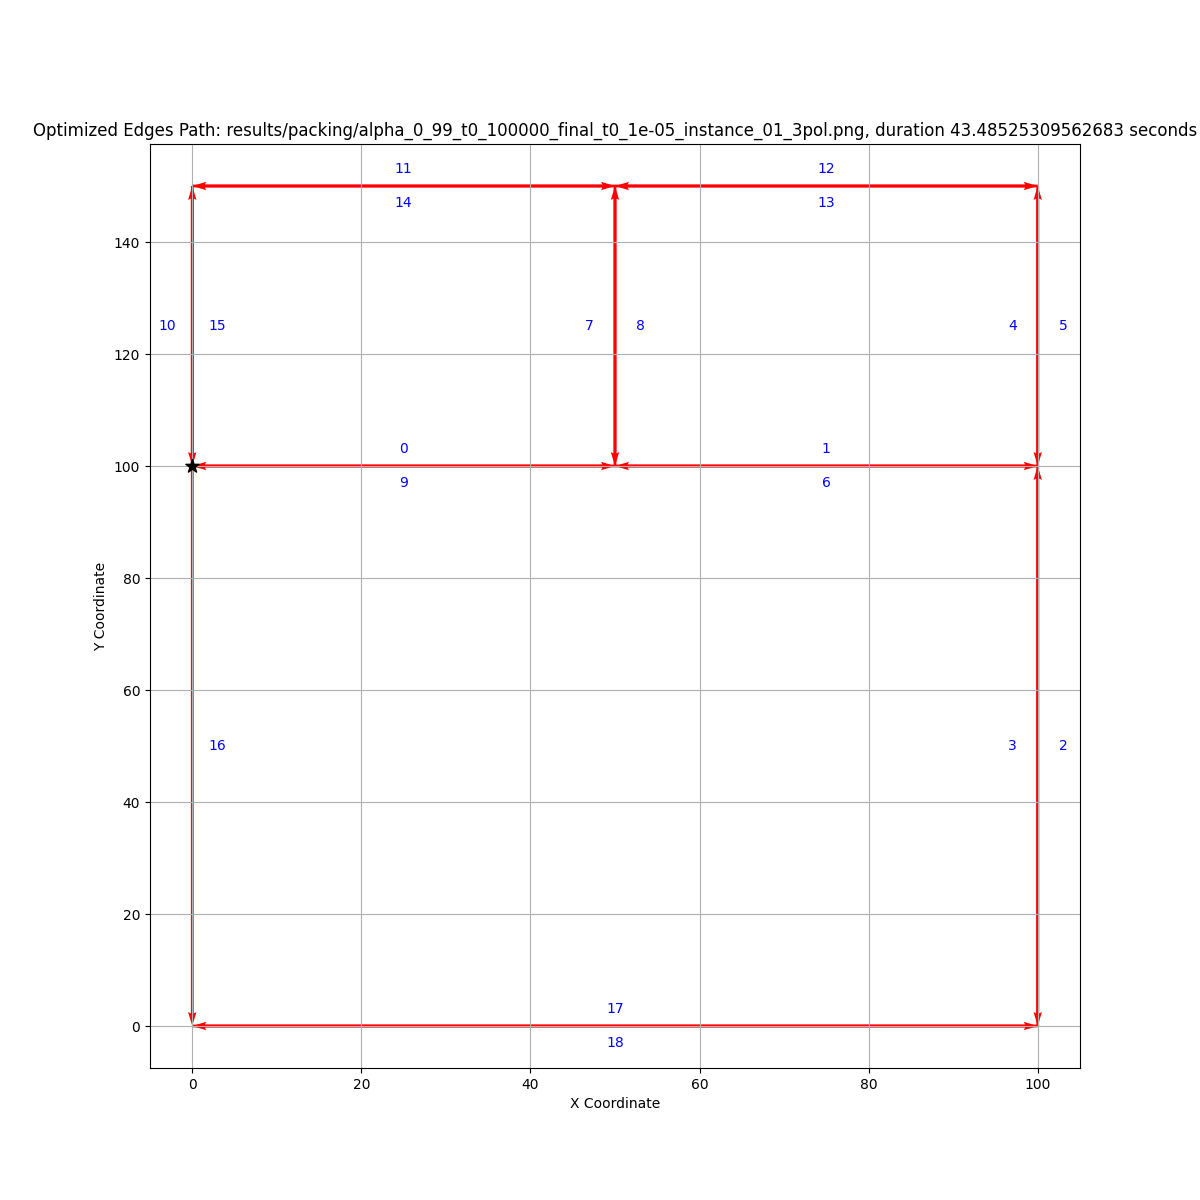 Optimized Edges Path: results/packing/alpha_0_99_t0_100000_final_t0_1e-05_instance_01_3pol.png, duration 43.48525309562683 seconds
11 12
14 13
140
10 15 7 8 4 5
120
0 1
100
9 6
80
Y Coordinate
60
16 3 2
40
20
17
0
18
0 20 40 60 80 100
X Coordinate